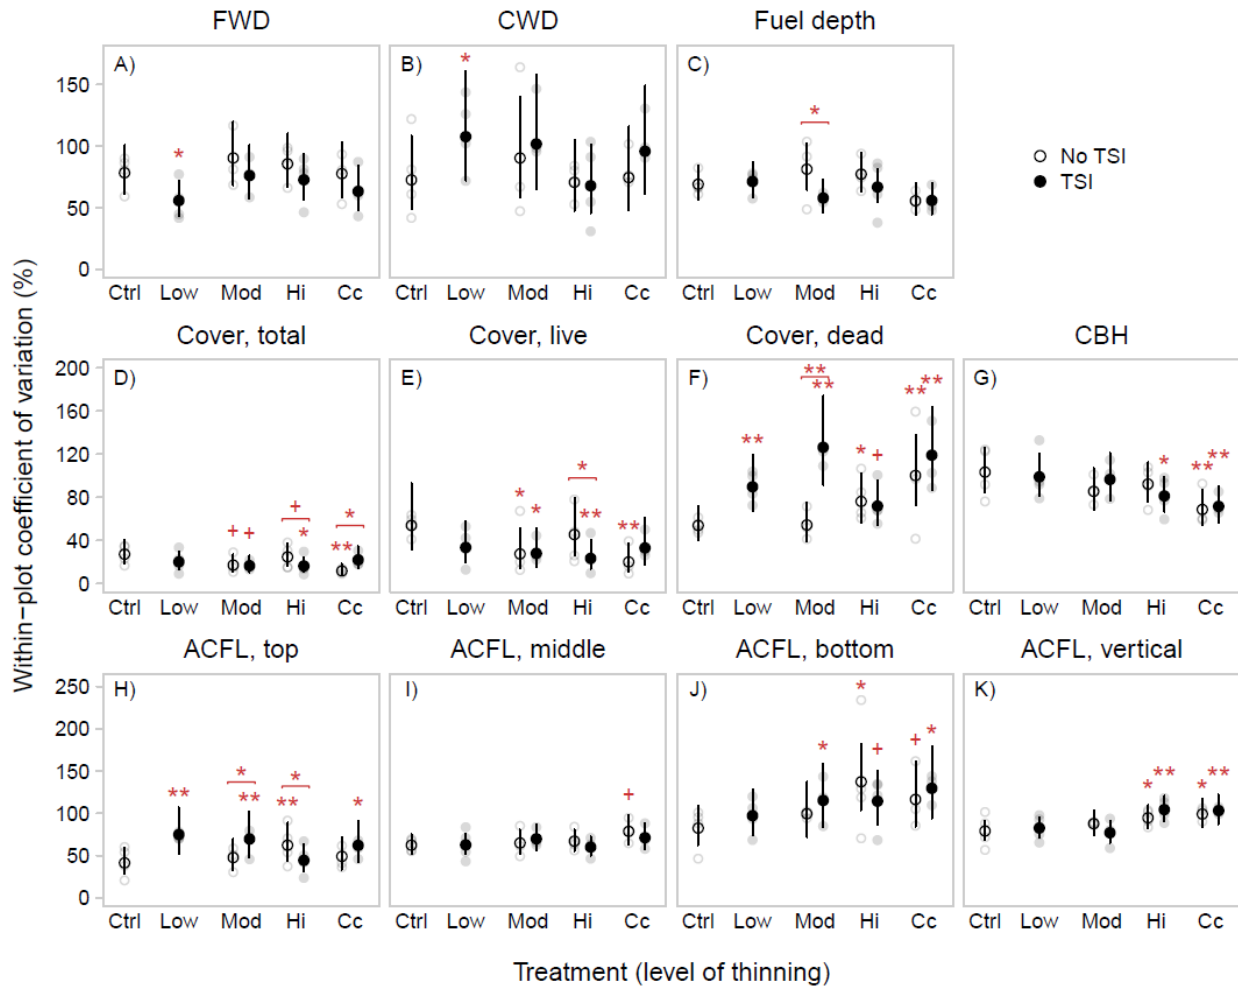 FWD CWD Fuel depth
A) B) C)
* * *
150
100
50
0
No TSI
TSI
Ctrl Low Mod Hi Cc Ctrl Low Mod Hi Cc Ctrl Low Mod Hi Cc
Within-plot coefficient of variation (%)
Cover, total Cover, live Cover, dead CBH
D) E) F) G)
200
160
120
80
40
0
+ + + * ** *
* * * ** **
** ** ** * + ** **
* ** **
Ctrl Low Mod Hi Cc Ctrl Low Mod Hi Cc Ctrl Low Mod Hi Cc Ctrl Low Mod Hi Cc
ACFL, top ACFL, middle ACFL, bottom ACFL, vertical
H) I) J) K)
250
200
150
100
50
0
** * ** * ** *
+
* * + + *
* ** * **
Ctrl Low Mod Hi Cc Ctrl Low Mod Hi Cc Ctrl Low Mod Hi Cc Ctrl Low Mod Hi Cc
Treatment (level of thinning)